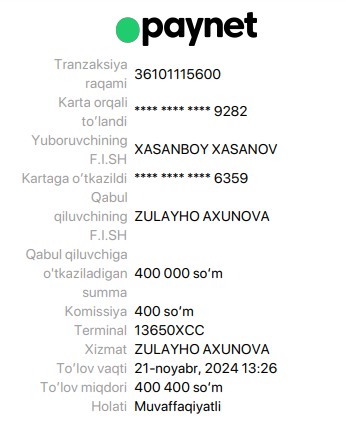 paynet
Tranzaksiya
raqami
36101115600
Karta orqali
to‘landi
**** **** **** 9282
Yuboruvchining
F.I.SH
XASANBOY XASANOV
Kartaga o‘tkazildi **** **** **** 6359
Qabul
qiluvchining
F.I.SH
ZULAYHO AXUNOVA
Qabul qiluvchiga
o'tkaziladigan
summa
400 000 so‘m
Komissiya 400 so‘m
Terminal 13650XCC
Xizmat ZULAYHO AXUNOVA
To‘lov vaqti 21-noyabr, 2024 13:26
To‘lov miqdori 400 400 so‘m
Holati Muvaffaqiyatli